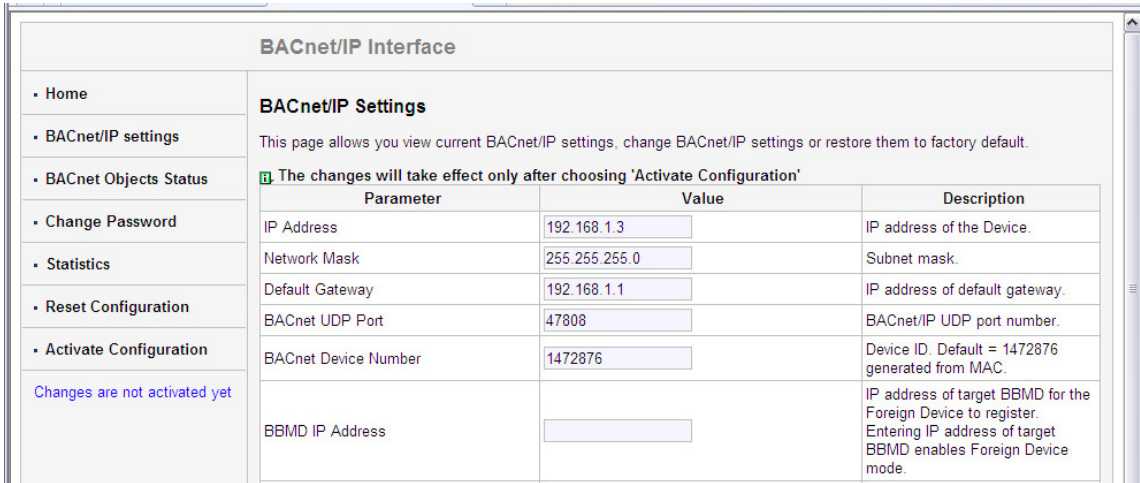 BACnet/IP Interface
Home
BACnet/IP settings
BACnet Objects Status
Change Password
Statistics
Reset Configuration
Activate Configuration
Changes are not activated yet
BACnet/IP Settings
This page allows you view current BACnet/IP settings, change BACnet/IP settings or restore them to factory default.
The changes will take effect only after choosing 'Activate Configuration'
Parameter Value Description
IP Address 192.168.1.3 IP address of the Device.
Network Mask 255.255.255.0 Subnet mask.
Default Gateway 192.168.1.1 IP address of default gateway.
BACnet UDP Port 47808 BACnet/IP UDP port number.
BACnet Device Number 1472876 Device ID. Default = 1472876
generated from MAC.
BBMD IP Address
IP address of target BBMD for the
Foreign Device to register.
Entering IP address of target
BBMD enables Foreign Device
mode.